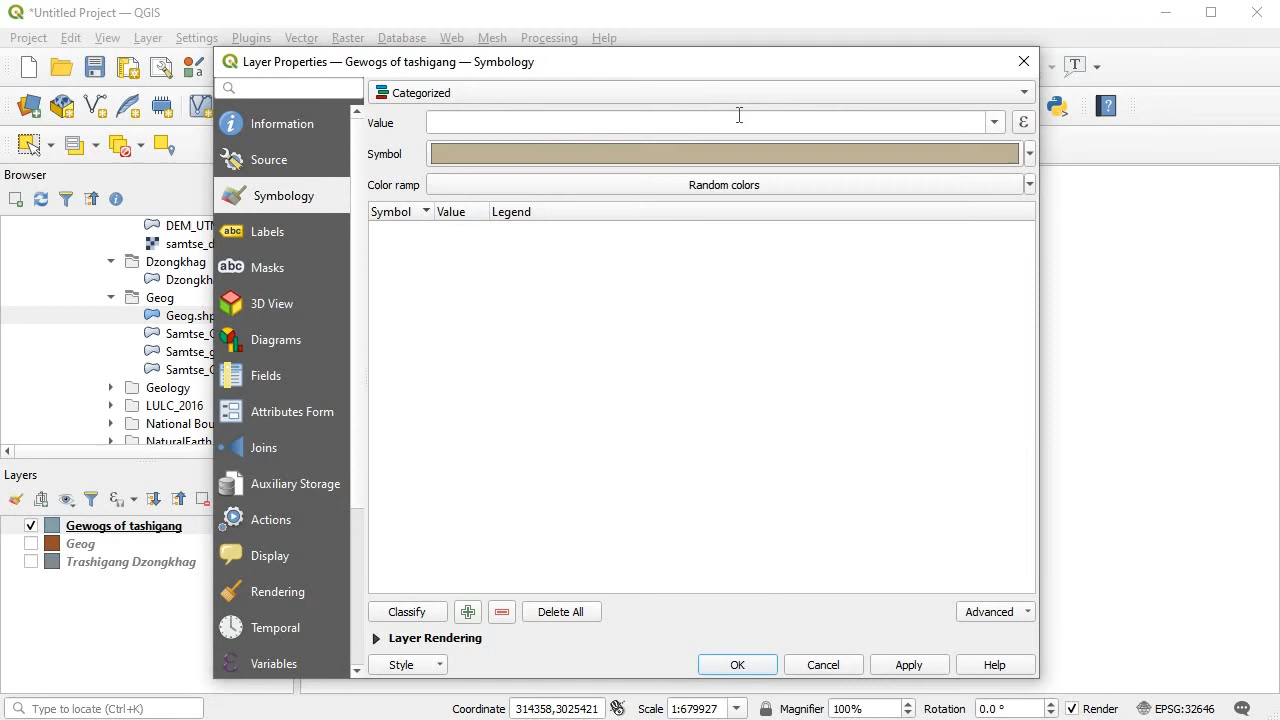 *Untitled Project — QGIS
Project Edit View Layer Settings Plugins Vector Raster Database Web Mesh Processing Help
Layer Properties — Gewogs of tashigang — Symbology
Categorized
Value
Symbol
Color ramp Random colors
Symbol Value Legend
Information
Source
Symbology
Labels
Masks
3D View
Diagrams
Fields
Attributes Form
Joins
Auxiliary Storage
Actions
Display
Rendering
Temporal
Variables
Classify Delete All Advanced
Layer Rendering
Style OK Cancel Apply Help
Browser
DEM_UTM
samtse_d
Dzongkhag
Dzongkh
Geog
Geog.shp
Samtse_
Samtse_g
Samtse_
Geology
LULC_2016
National Bou
NaturalEarth
Layers
Gewogs of tashigang
Geog
Trashigang Dzongkhag
Type to locate (Ctrl+K) Coordinate 314358,3025421 Scale 1:679927 Magnifier 100% Rotation 0.0 ° Render EPSG:32646